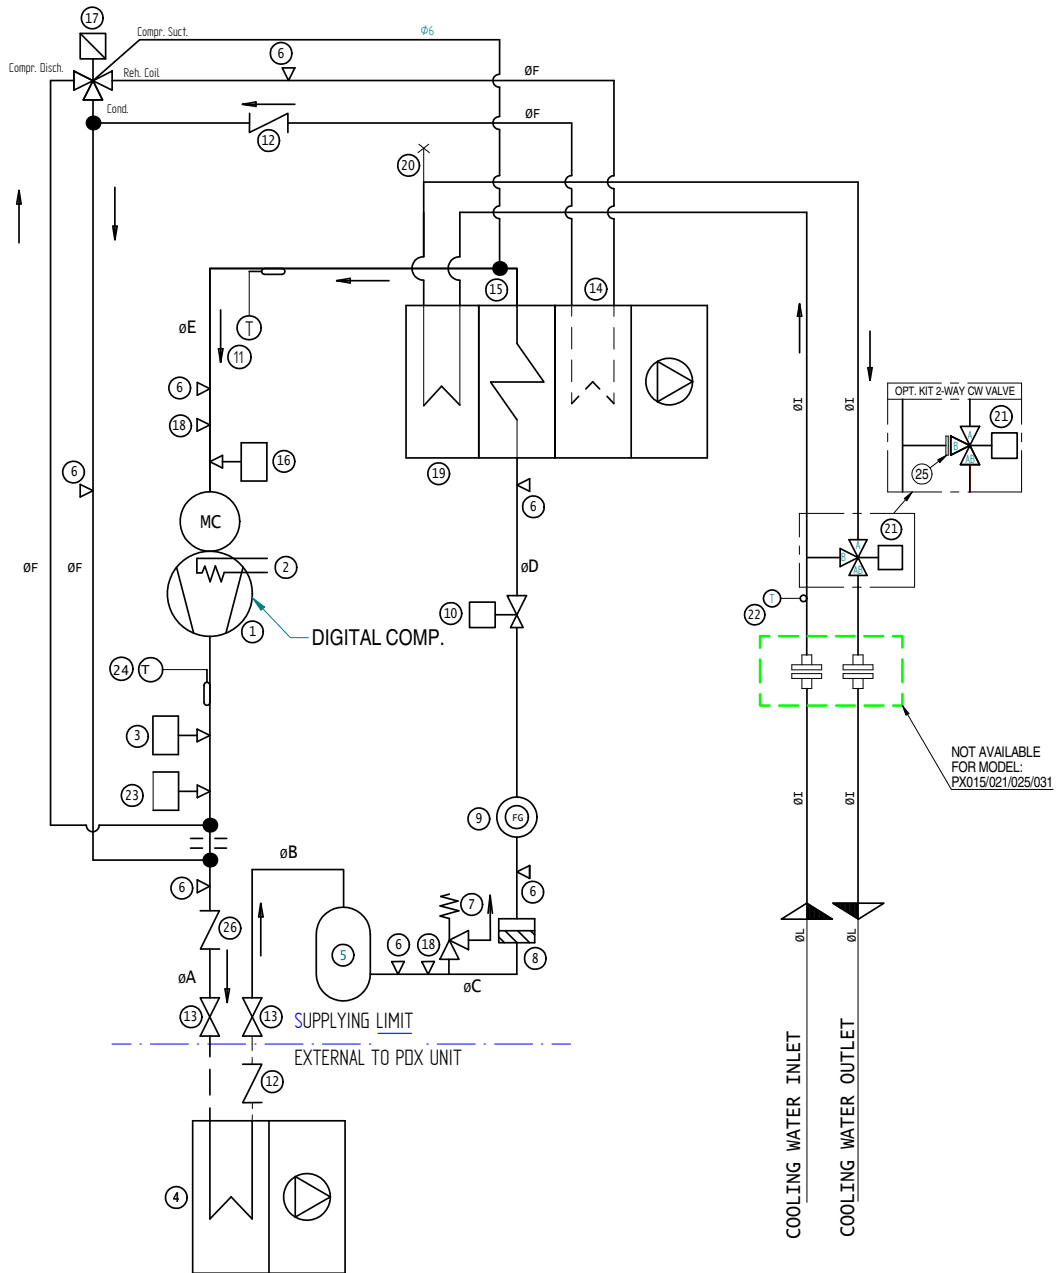 17
Compr. Suct.
Φ6
6
Compr. Disch.
Reh. Coil
ØF
Cond.
ØF
12
20
15
14
øE
T
11
6
OPT. KIT 2-WAY CW VALVE
ØI
ØI
21
18
A
B
16
AB
6
19
25
6
MC
21
A
B
AB
ØF
ØF
2
øD
T
10
22
1
DIGITAL COMP.
24
T
3
NOT AVAILABLE
FOR MODEL:
PX015/021/025/031
23
ØI
ØI
9
FG
øB
6
7
6
26
6
18
5
8
ØL
ØL
øA
øC
13
13
SUPPLYING LIMIT
EXTERNAL TO PDX UNIT
12
COOLING WATER INLET
COOLING WATER OUTLET
4